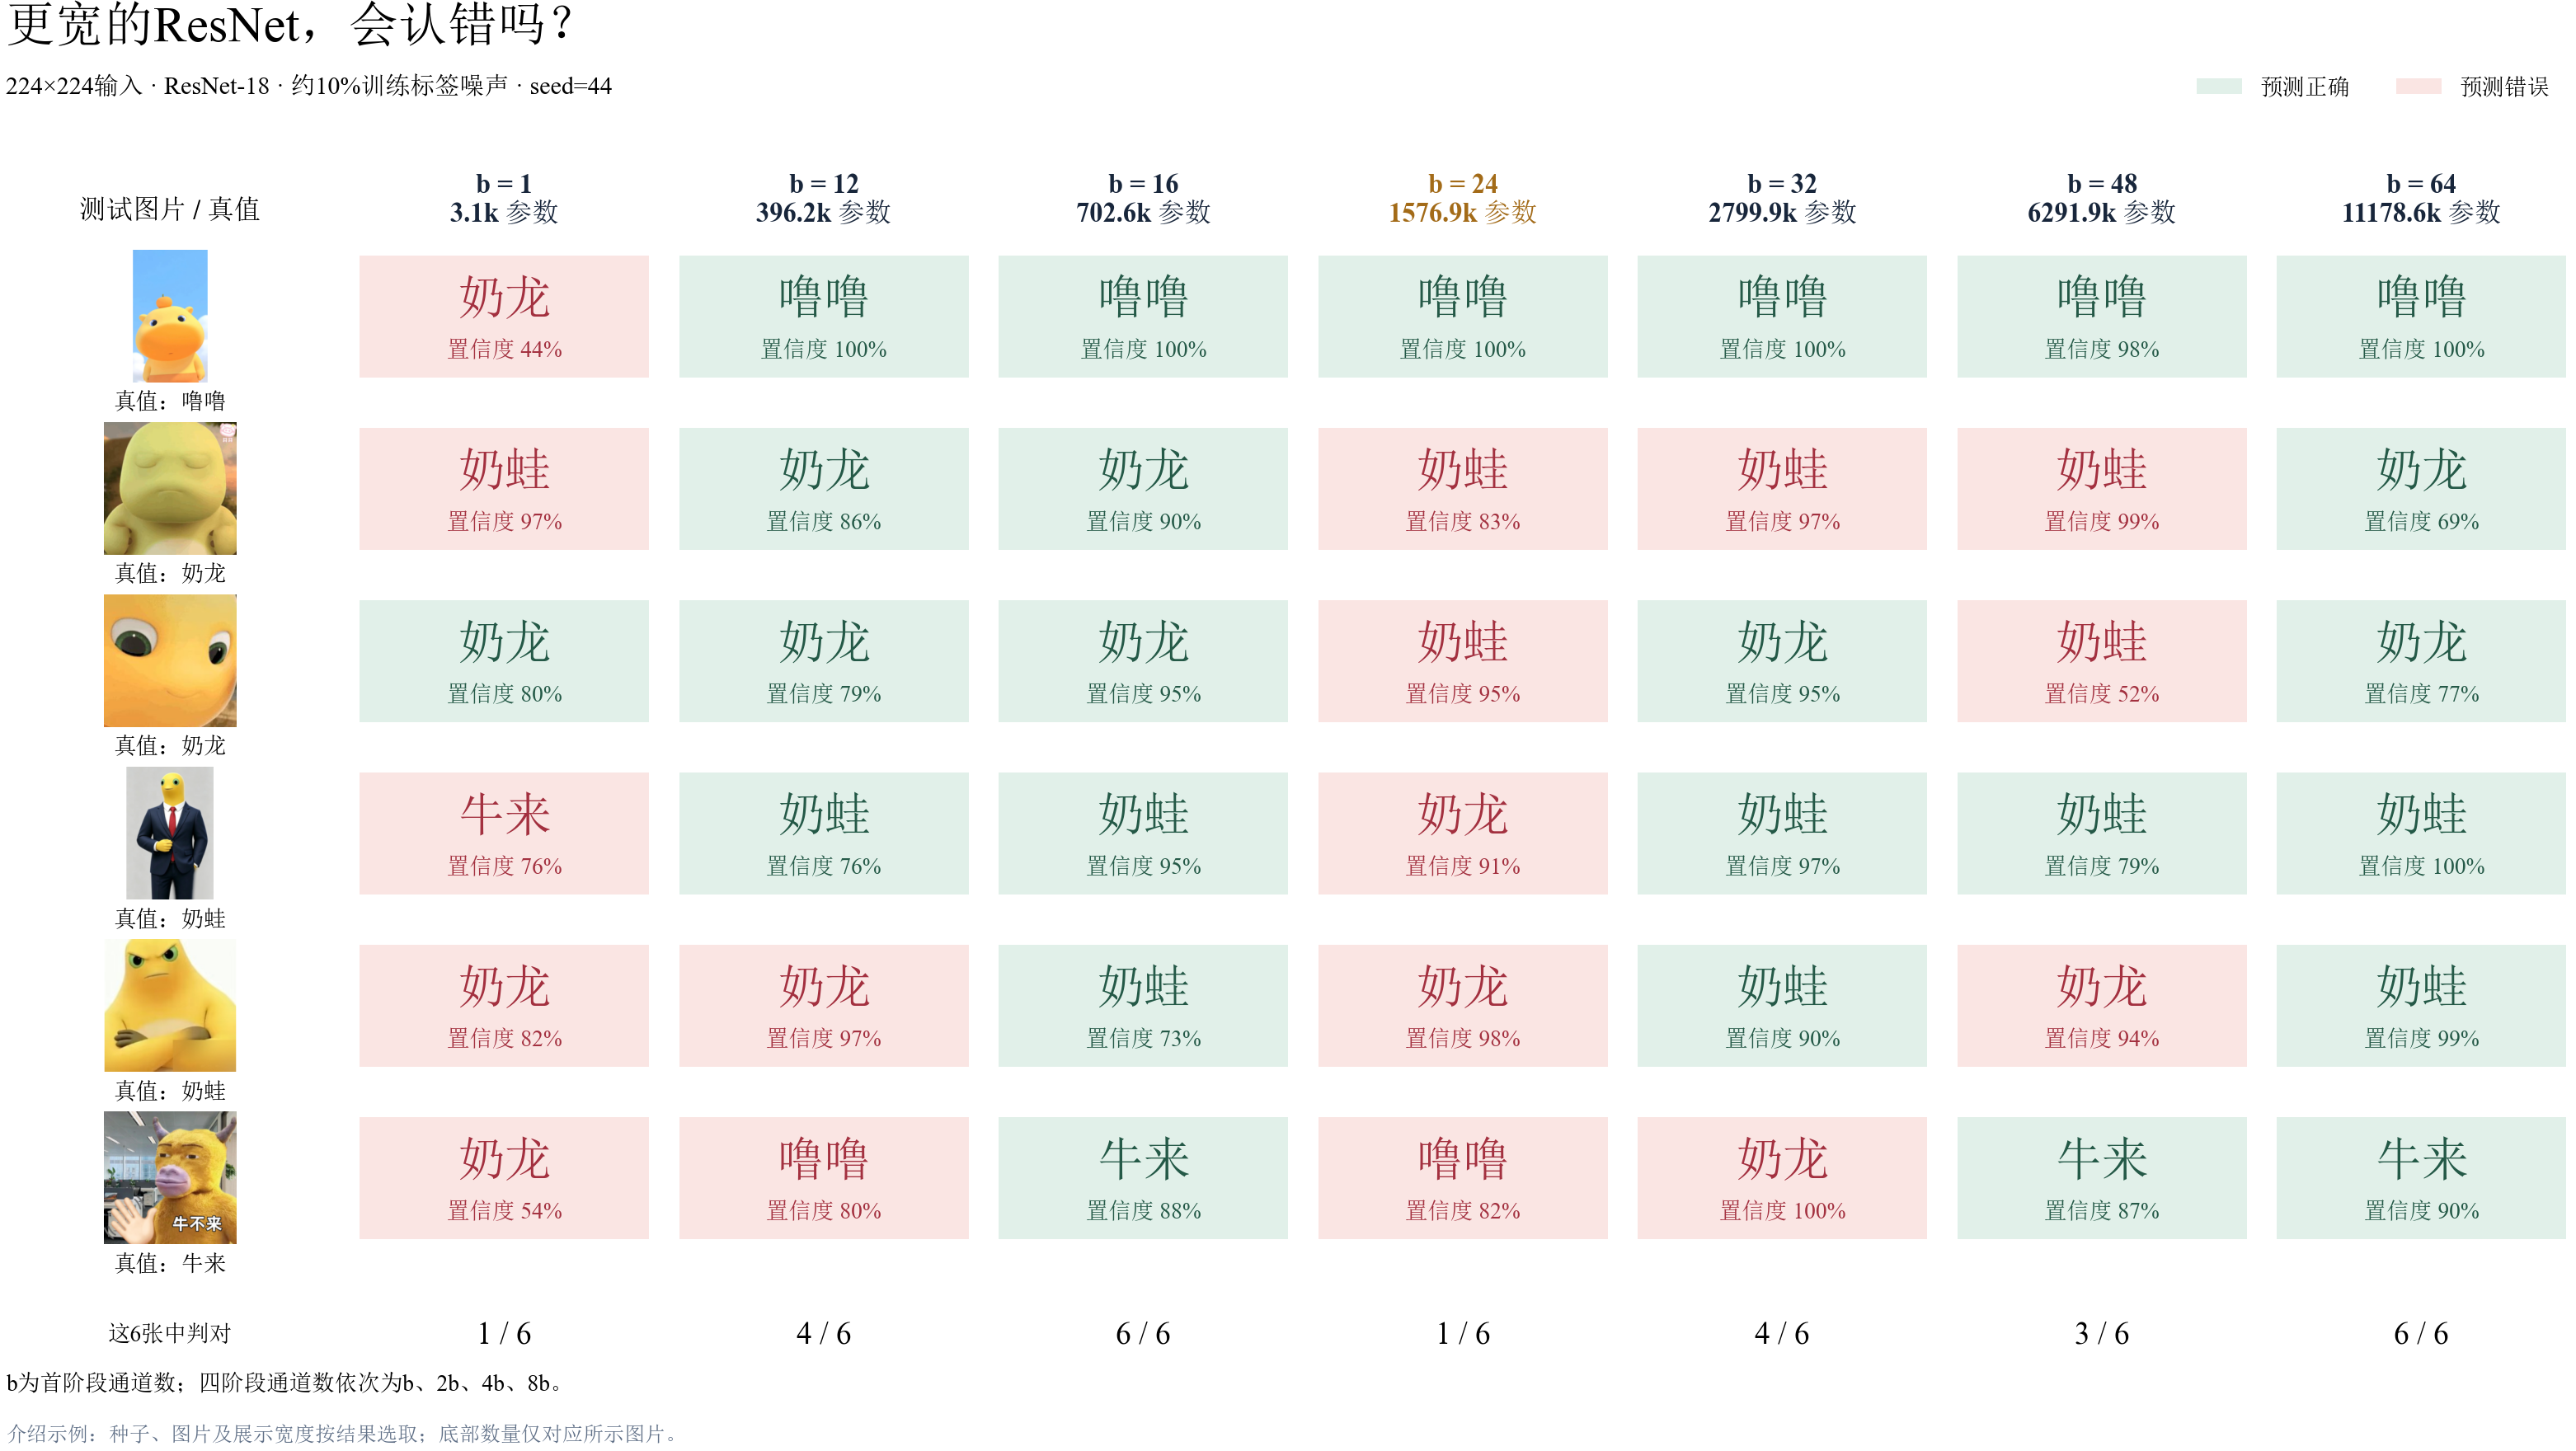 更宽的ResNet，会认错吗？
224×224输入 · ResNet-18 · 约10%训练标签噪声 · seed=44
预测正确 预测错误
测试图片 / 真值
b = 1 b = 12 b = 16 b = 24 b = 32 b = 48 b = 64
3.1k 参数 396.2k 参数 702.6k 参数 1576.9k 参数 2799.9k 参数 6291.9k 参数 11178.6k 参数
奶龙 噜噜 噜噜 噜噜 噜噜 噜噜 噜噜
置信度 44% 置信度 100% 置信度 100% 置信度 100% 置信度 100% 置信度 98% 置信度 100%
真值：噜噜
奶蛙 奶龙 奶龙 奶蛙 奶蛙 奶蛙 奶龙
置信度 97% 置信度 86% 置信度 90% 置信度 83% 置信度 97% 置信度 99% 置信度 69%
真值：奶龙
奶龙 奶龙 奶龙 奶蛙 奶龙 奶蛙 奶龙
置信度 80% 置信度 79% 置信度 95% 置信度 95% 置信度 95% 置信度 52% 置信度 77%
真值：奶龙
牛来 奶蛙 奶蛙 奶龙 奶蛙 奶蛙 奶蛙
置信度 76% 置信度 76% 置信度 95% 置信度 91% 置信度 97% 置信度 79% 置信度 100%
真值：奶蛙
奶龙 奶龙 奶蛙 奶龙 奶蛙 奶龙 奶蛙
置信度 82% 置信度 97% 置信度 73% 置信度 98% 置信度 90% 置信度 94% 置信度 99%
真值：奶蛙
奶龙 噜噜 牛来 噜噜 奶龙 牛来 牛来
置信度 54% 置信度 80% 置信度 88% 置信度 82% 置信度 100% 置信度 87% 置信度 90%
牛不来
真值：牛来
这6张中判对 1 / 6 4 / 6 6 / 6 1 / 6 4 / 6 3 / 6 6 / 6
b为首阶段通道数；四阶段通道数依次为b、2b、4b、8b。
介绍示例：种子、图片及展示宽度按结果选取；底部数量仅对应所示图片。